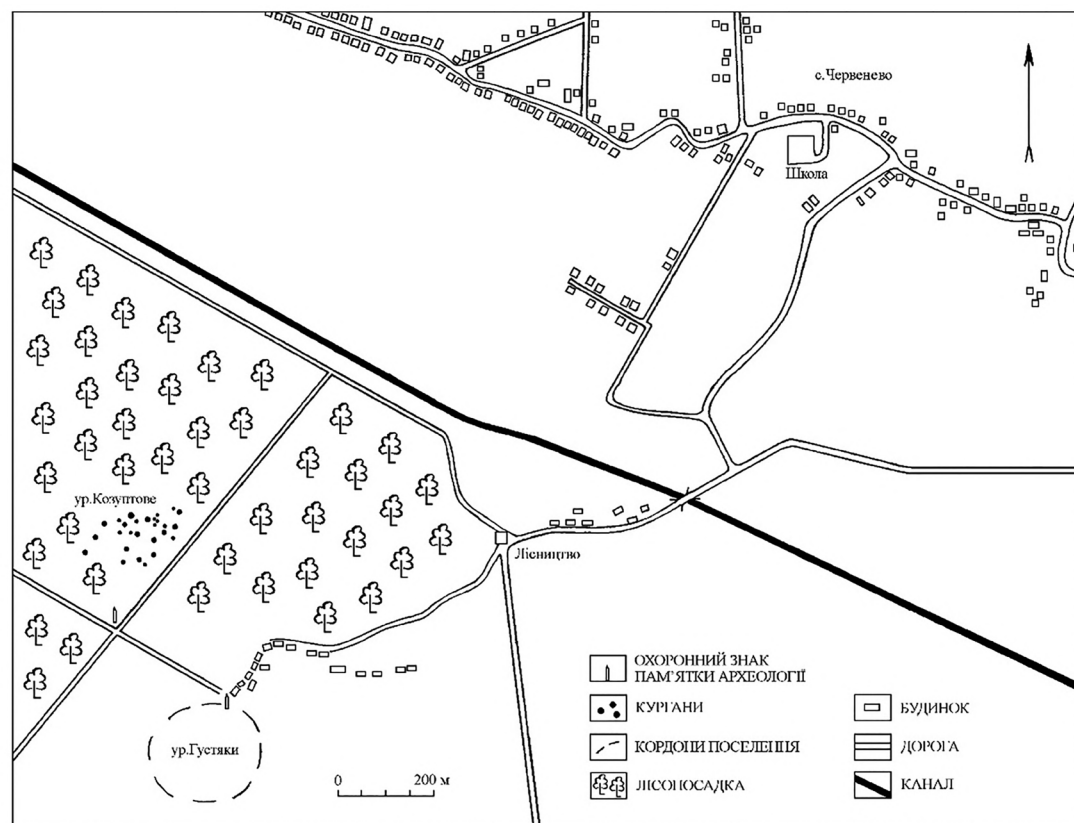 с.Червенево
Школа
ур.Козуптове
Лісництво
ур.Густяки
0 200 м
ОХОРОННИЙ ЗНАК
ПАМ'ЯТКИ АРХЕОЛОГІЇ
КУРГАНИ
КОРДОНИ ПОСЕЛЕННЯ
ЛІСОПОСАДКА
БУДИНОК
ДОРОГА
КАНАЛ